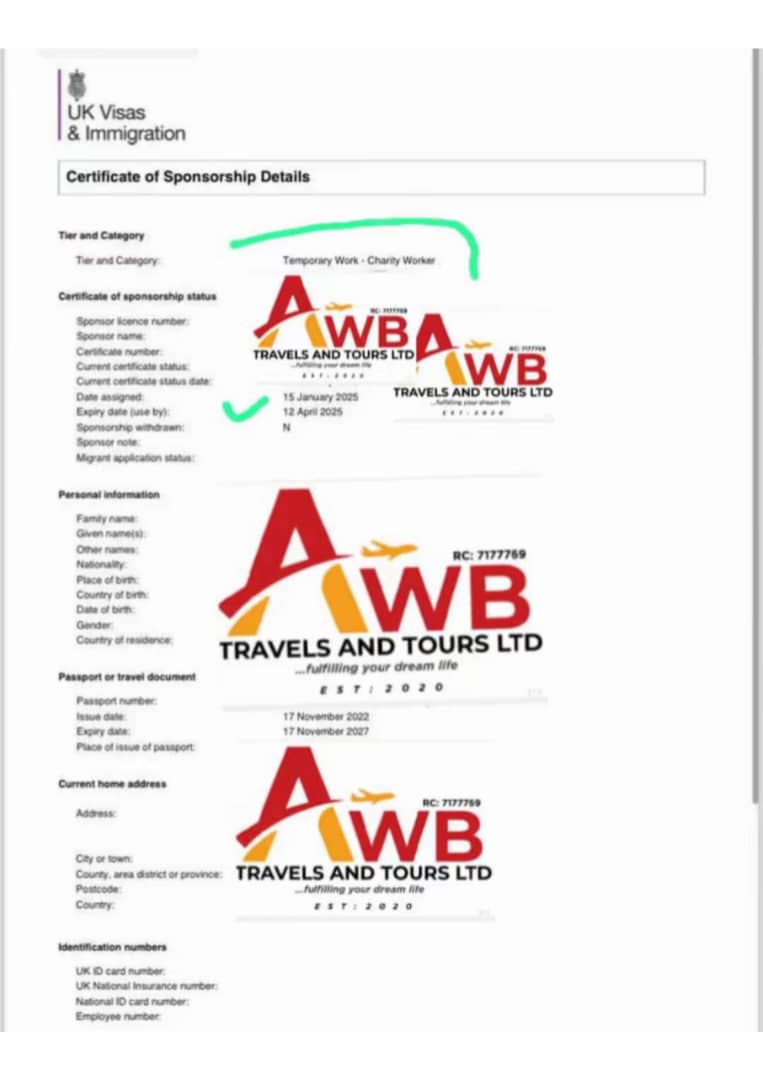 UK Visas
& Immigration
Certificate of Sponsorship Details
Tier and Category
Tier and Category: Temporary Work - Charity Worker
Certificate of sponsorship status
Sponsor licence number:
Sponsor name:
Certificate number:
Current certificate status:
Current certificate status date:
Date assigned: 15 January 2025
Expiry date (use by): 12 April 2025
Sponsorship withdrawn: N
Sponsor note:
Migrant application status:
RC: 7177769
AWB
TRAVELS AND TOURS LTD
...fulfilling your dream life
EST:2020
RC: 7177769
AWB
TRAVELS AND TOURS LTD
...fulfilling your dream life
EST:2020
Personal information
Family name:
Given name(s):
Other names:
Nationality:
Place of birth:
Country of birth:
Date of birth:
Gender:
Country of residence:
RC: 7177769
AWB
TRAVELS AND TOURS LTD
...fulfilling your dream life
EST:2020
Passport or travel document
Passport number:
Issue date: 17 November 2022
Expiry date: 17 November 2027
Place of issue of passport:
Current home address
Address:
City or town:
County, area district or province:
Postcode:
Country:
RC: 7177769
AWB
TRAVELS AND TOURS LTD
...fulfilling your dream life
EST:2020
Identification numbers
UK ID card number:
UK National Insurance number:
National ID card number:
Employee number: